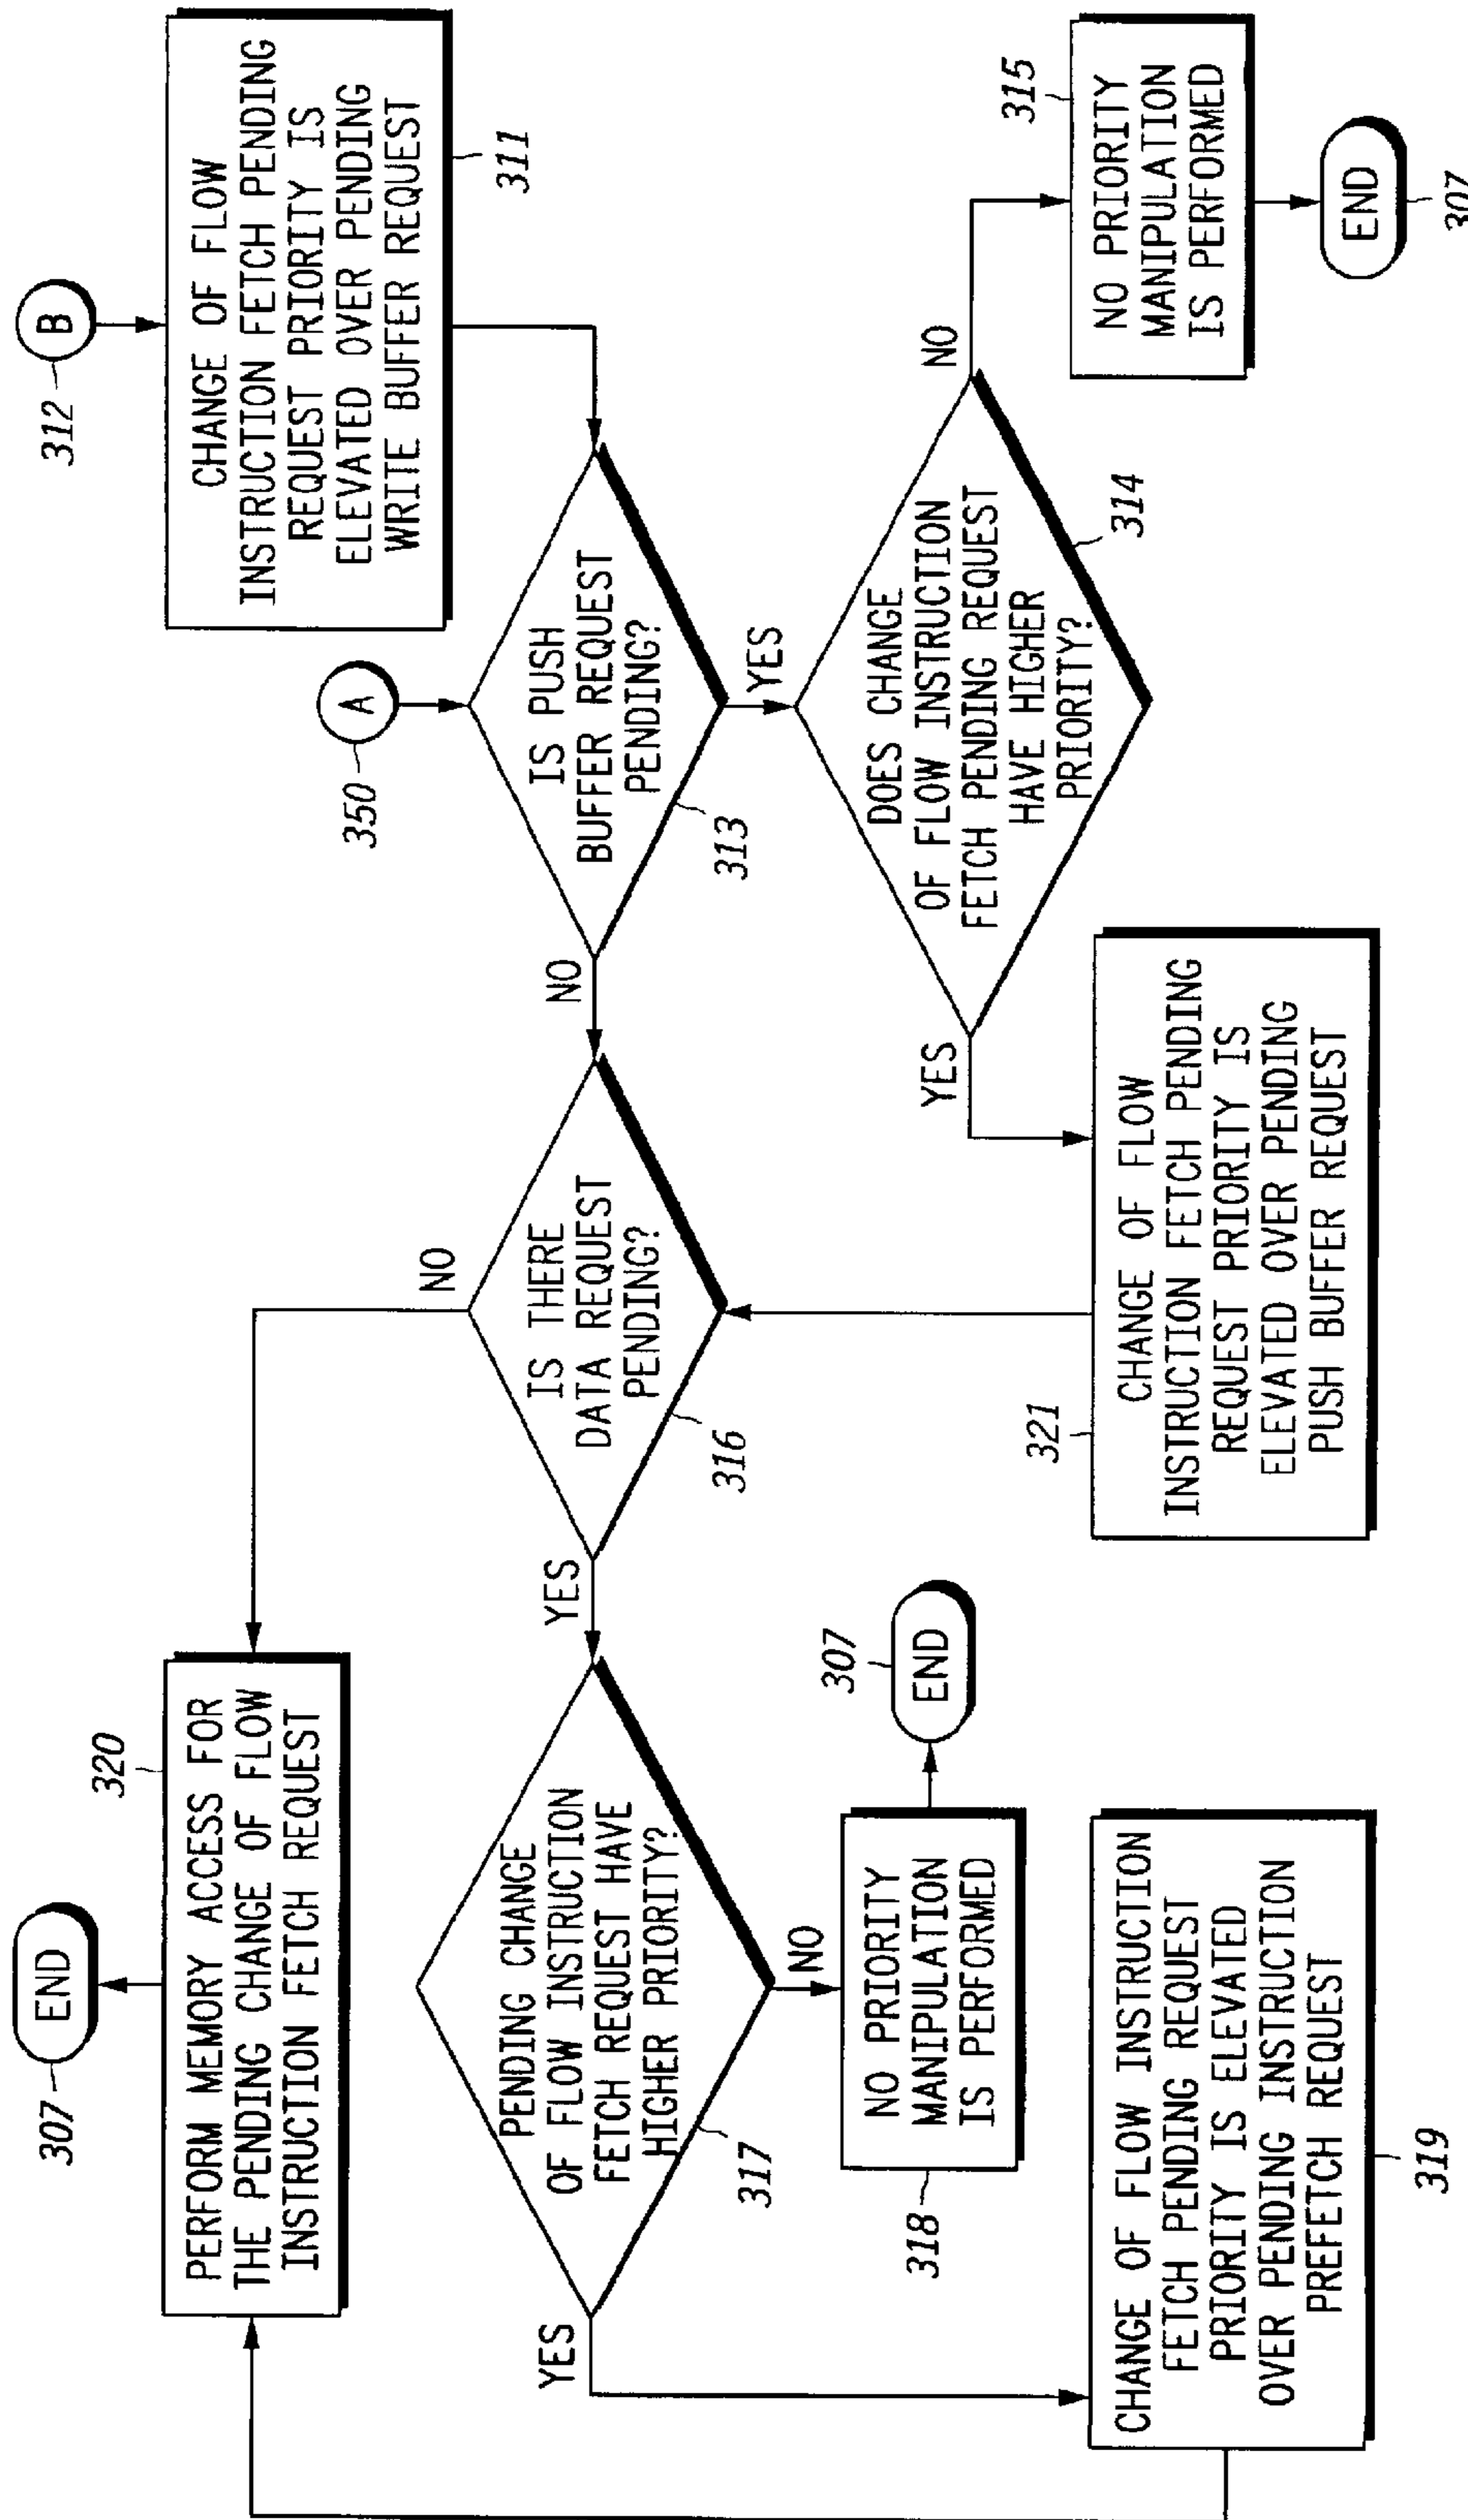 307
END
PERFORM MEMORY ACCESS FOR
THE PENDING CHANGE OF FLOW
INSTRUCTION FETCH REQUEST
320
NO
312
B
CHANGE OF FLOW
INSTRUCTION FETCH PENDING
REQUEST PRIORITY IS
ELEVATED OVER PENDING
WRITE BUFFER REQUEST
311
350
A
YES
PENDING CHANGE
OF FLOW INSTRUCTION
FETCH REQUEST HAVE
HIGHER PRIORITY?
317
YES
IS THERE
DATA REQUEST
PENDING?
316
NO
IS PUSH
BUFFER REQUEST
PENDING?
313
NO
NO PRIORITY
MANIPULATION
IS PERFORMED
318
307
END
YES
DOES CHANGE
OF FLOW INSTRUCTION
FETCH PENDING REQUEST
HAVE HIGHER
PRIORITY?
314
YES
NO
CHANGE OF FLOW INSTRUCTION
FETCH PENDING REQUEST
PRIORITY IS ELEVATED
OVER PENDING INSTRUCTION
PREFETCH REQUEST
319
321
CHANGE OF FLOW
INSTRUCTION FETCH PENDING
REQUEST PRIORITY IS
ELEVATED OVER PENDING
PUSH BUFFER REQUEST
315
NO PRIORITY
MANIPULATION
IS PERFORMED
END
307